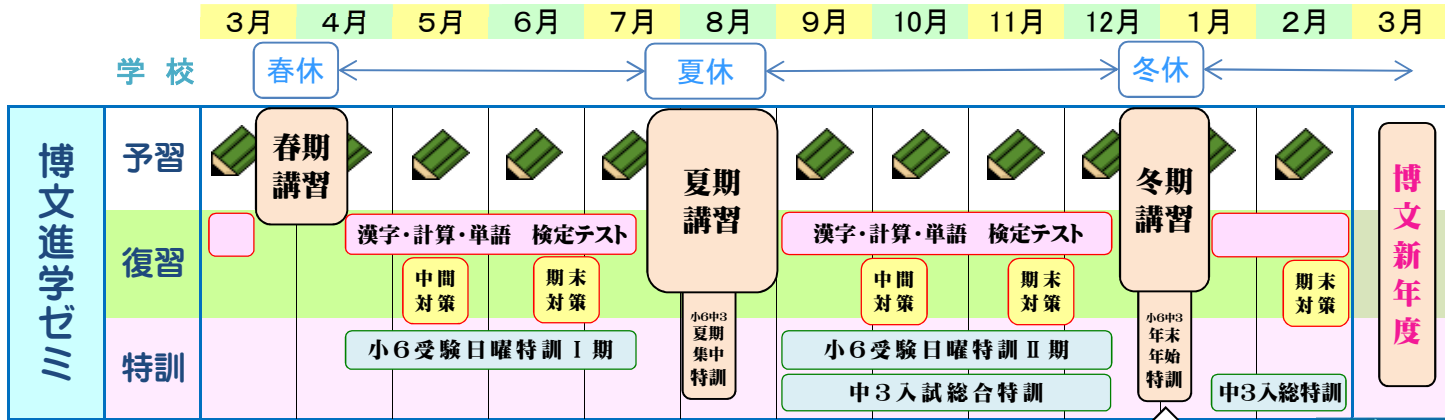 3月 4月 5月 6月 7月 8月 9月 10月 11月 12月 1月 2月 3月
学校 春休 夏休 冬休
博文進学ゼミ
予習
春期
講習
夏期
講習
冬期
講習
博文新年度
復習
漢字・計算・単語 検定テスト
漢字・計算・単語 検定テスト
中間
対策
期末
対策
中間
対策
期末
対策
期末
対策
特訓
小6受験日曜特訓Ⅰ期
小6中3
夏期
集中
特訓
小6受験日曜特訓Ⅱ期
中3入試総合特訓
小6中3
年末
年始
特訓
中3入総特訓